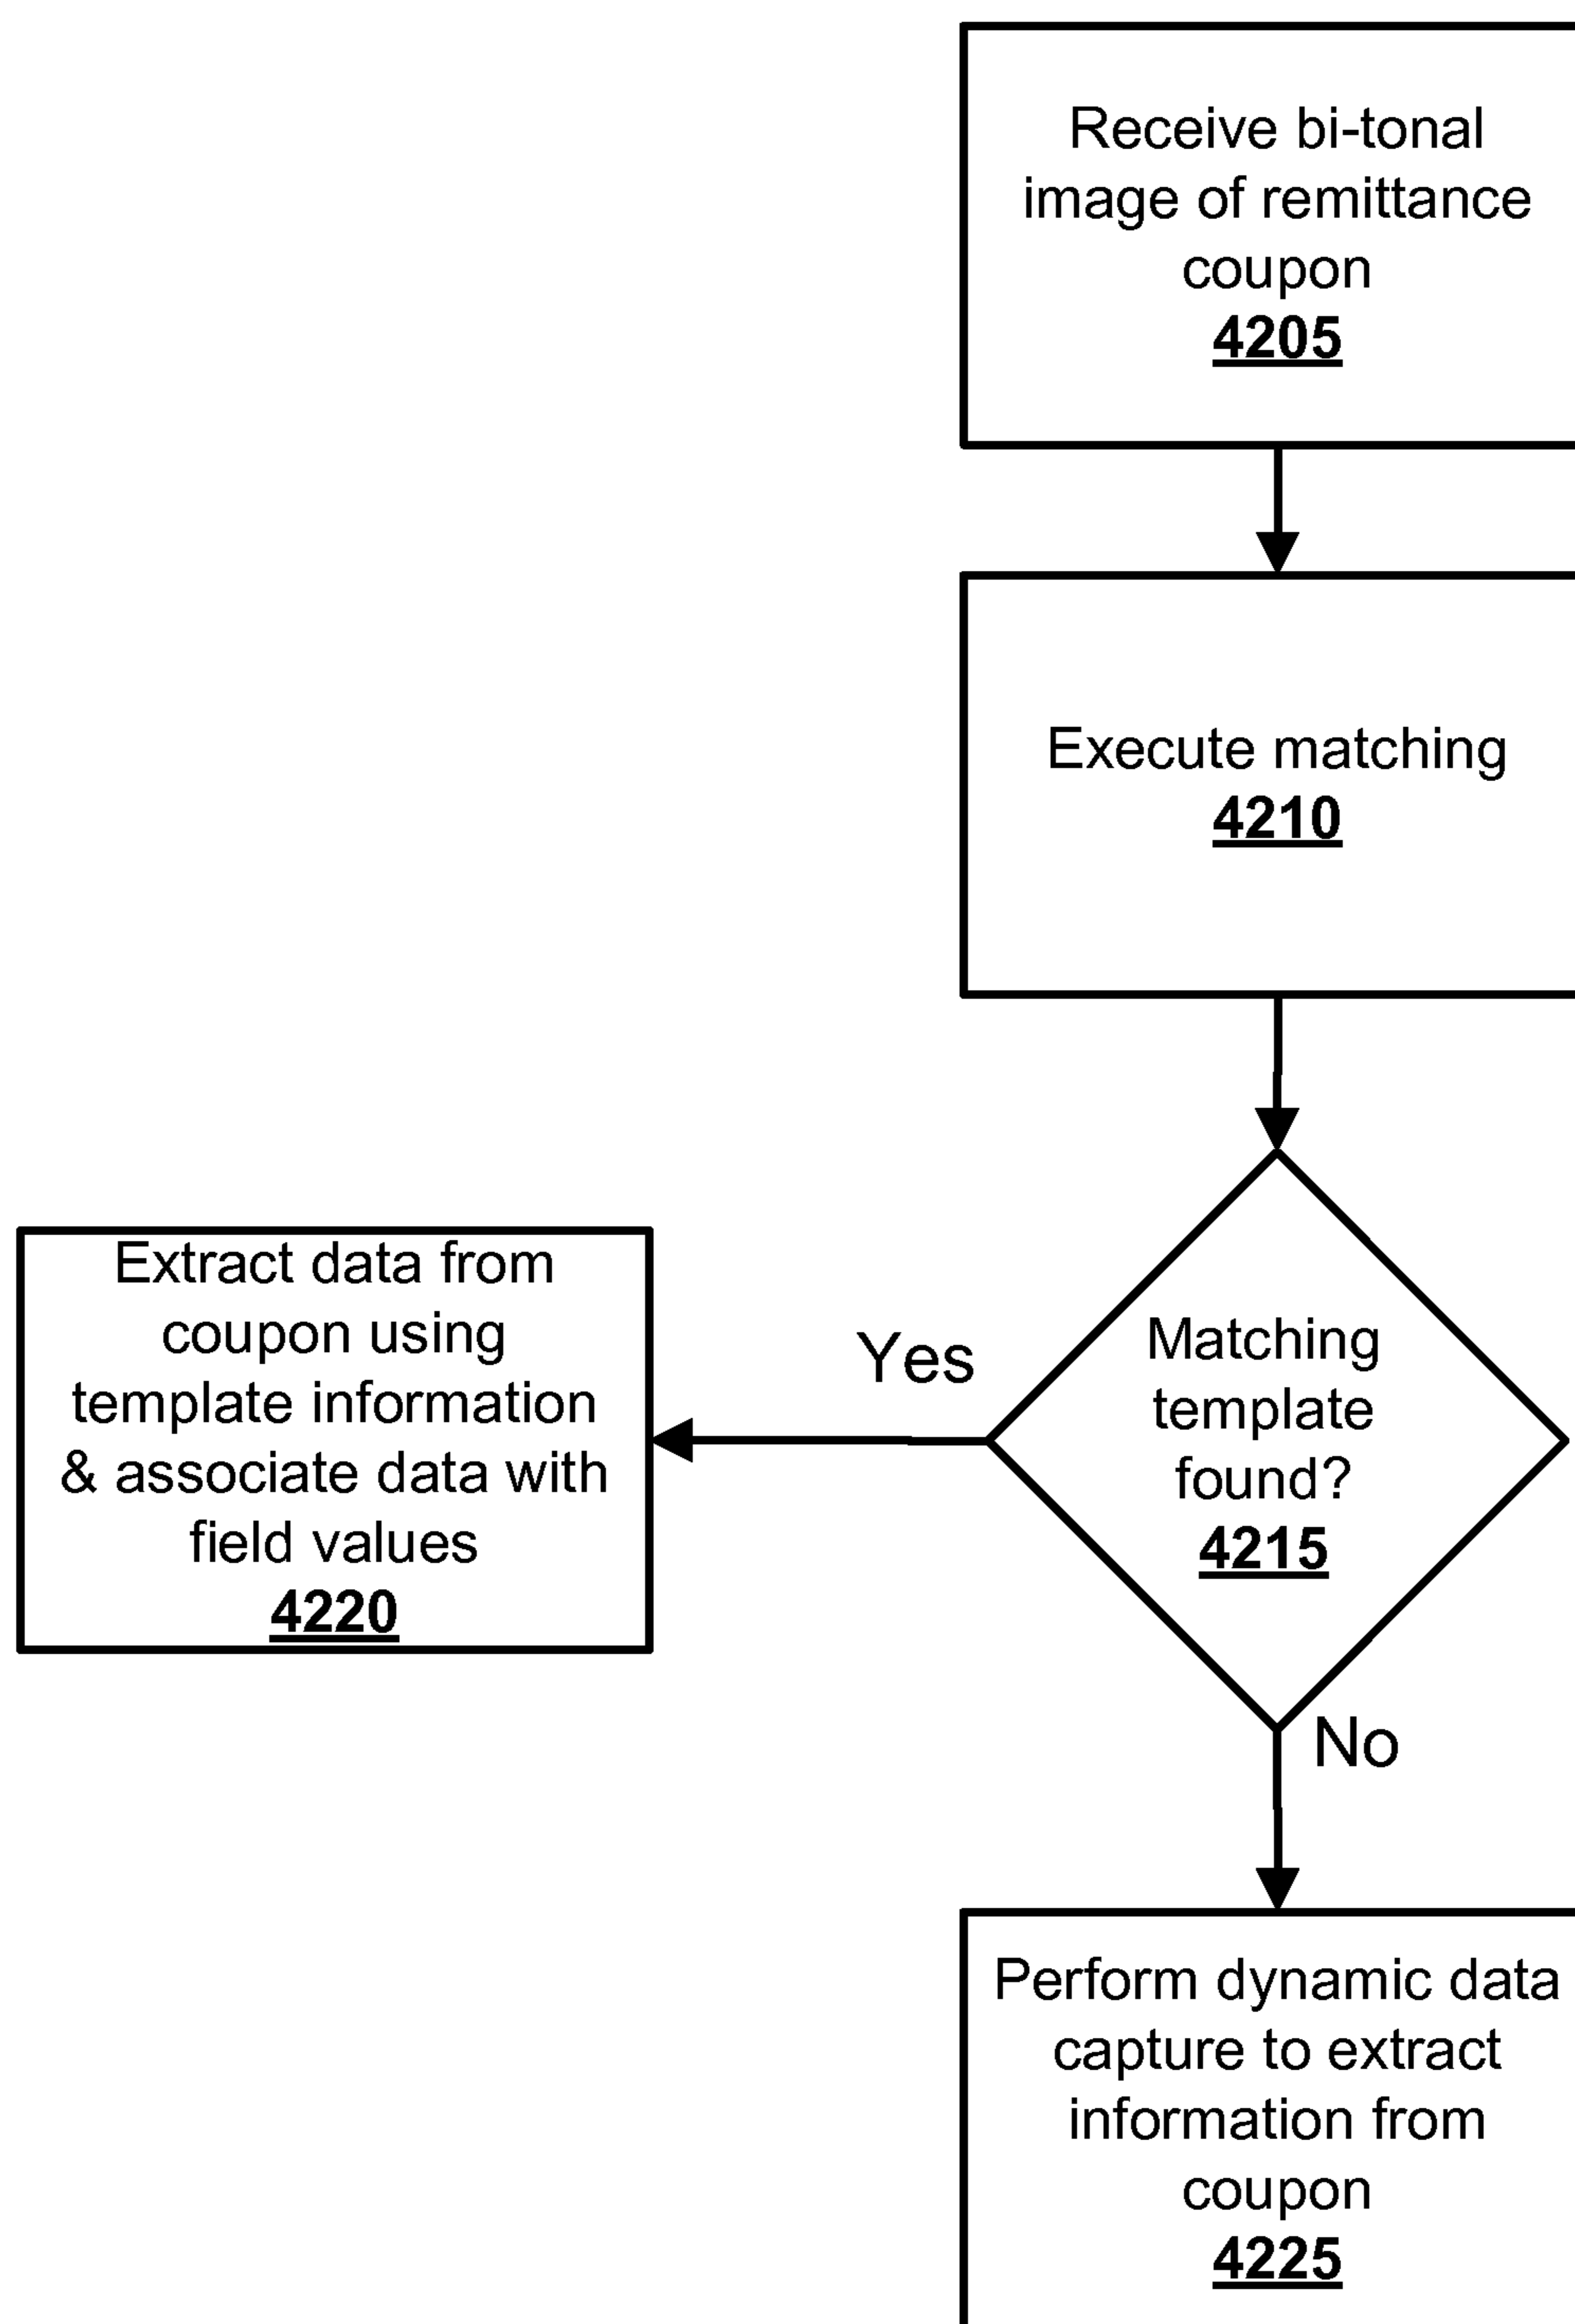 Receive bi-tonal
image of remittance
coupon
4205
Execute matching
4210
Matching
template
found?
4215
Yes
Extract data from
coupon using
template information
& associate data with
field values
4220
No
Perform dynamic data
capture to extract
information from
coupon
4225